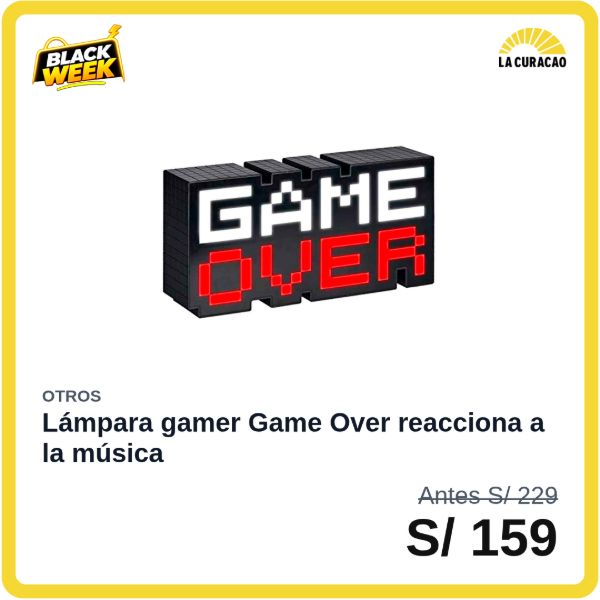 BLACK
WEEK
LA CURACAO
GAME
OVER
OTROS
Lámpara gamer Game Over reacciona a
la música
Antes S/ 229
S/ 159